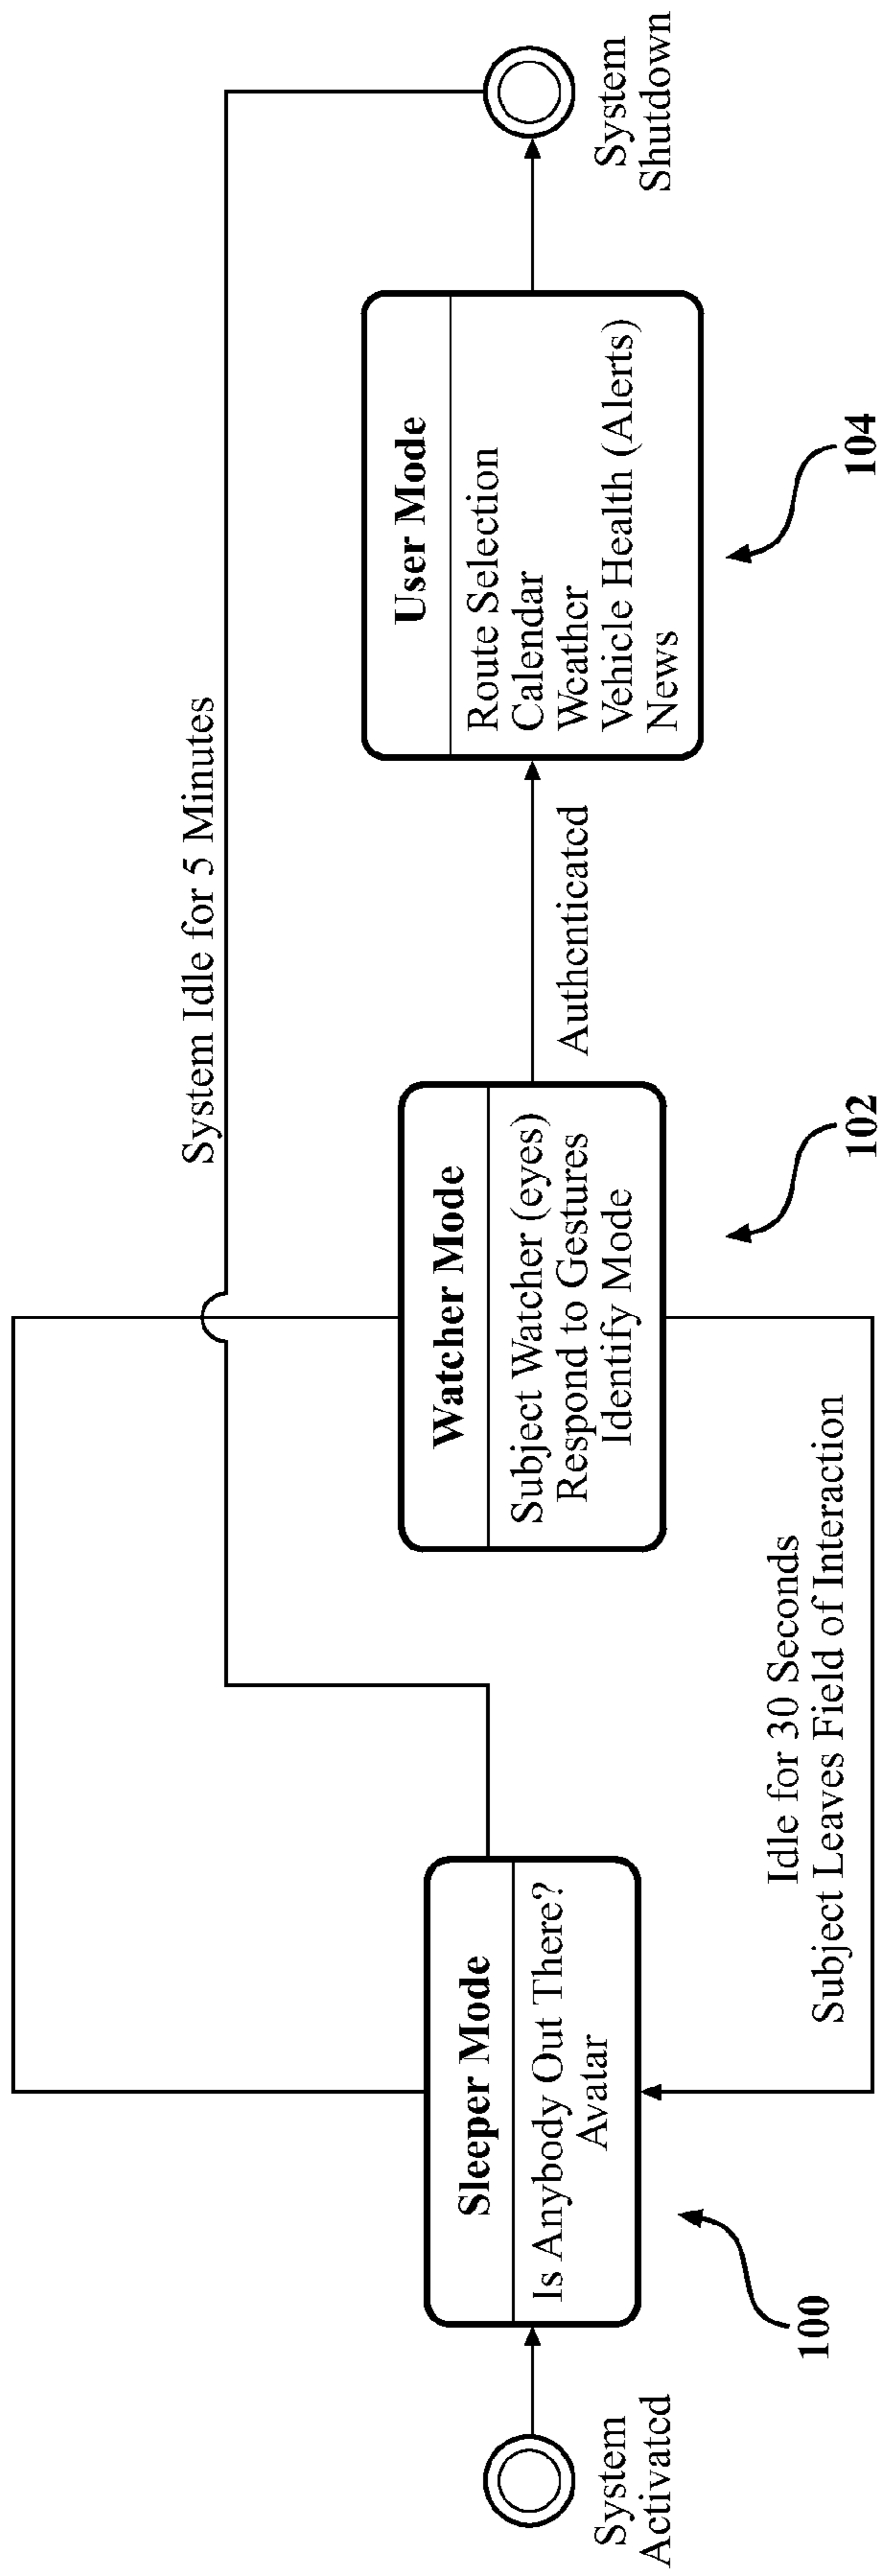 System Idle for 5 Minutes
System
Activated
Sleeper Mode
Is Anybody Out There?
Avatar
100
Idle for 30 Seconds
Subject Leaves Field of Interaction
Watcher Mode
Subject Watcher (eyes)
Respond to Gestures
Identify Mode
102
Authenticated
User Mode
Route Selection
Calendar
Weather
Vehicle Health (Alerts)
News
104
System
Shutdown